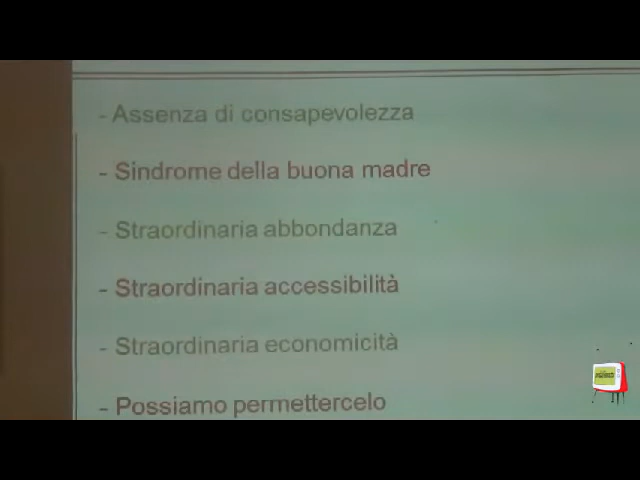 - Assenza di consapevolezza
- Sindrome della buona madre
- Straordinaria abbondanza
- Straordinaria accessibilità
- Straordinaria economicità
- Possiamo permettercelo